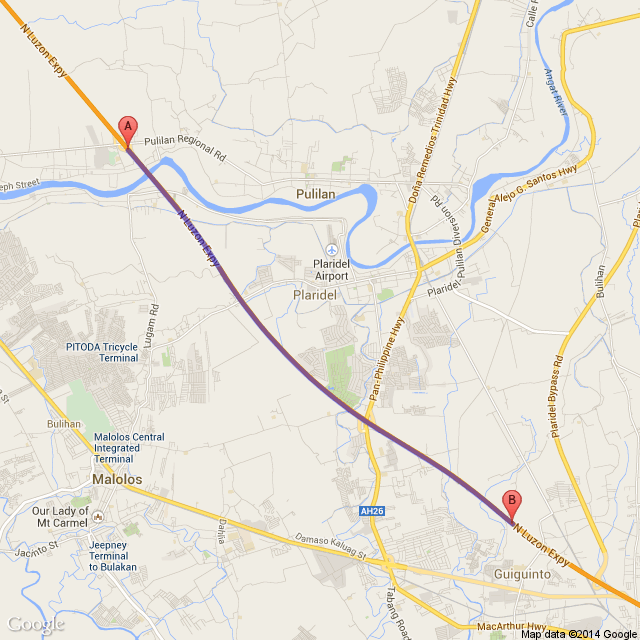 N Luzon Expy
Calle
Angat River
A
Pulilan Regional Rd
Doña Remedios Trinidad Hwy
eph Street
Pulilan
General Alejo G. Santos Hwy
N Luzon Expy
Pulilan Diversion Rd
Plaridel
Airport
Plaridel
Plaridel
Bulihan
Lugam Rd
PITODA Tricycle
Terminal
Pan-Philippine Hwy
Plaridel Bypass Rd
a St
Bulihan
Malolos Central
Integrated
Terminal
Malolos
B
Our Lady of
Mt Carmel
AH26
N Luzon Expy
Dakila
Damaso Kaluag St
Jacinto St
Jeepney
Terminal
to Bulakan
Guiguinto
Tabang Road
MacArthur Hwy
Google
Map data ©2014 Google